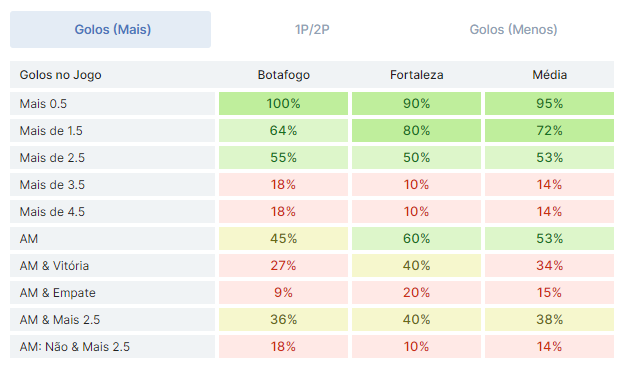 Golos (Mais) 1P/2P Golos (Menos)
Golos no Jogo Botafogo Fortaleza Média
Mais 0.5 100% 90% 95%
Mais de 1.5 64% 80% 72%
Mais de 2.5 55% 50% 53%
Mais de 3.5 18% 10% 14%
Mais de 4.5 18% 10% 14%
AM 45% 60% 53%
AM & Vitória 27% 40% 34%
AM & Empate 9% 20% 15%
AM & Mais 2.5 36% 40% 38%
AM: Não & Mais 2.5 18% 10% 14%